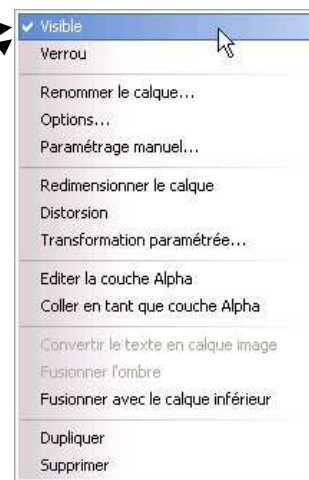 Visible
Verrou
Renommer le calque...
Options...
Paramétrage manuel...
Redimensionner le calque
Distorsion
Transformation paramétrée...
Editer la couche Alpha
Coller en tant que couche Alpha
Convertir le texte en calque image
Fusionner l'ombre
Fusionner avec le calque inférieur
Dupliquer
Supprimer